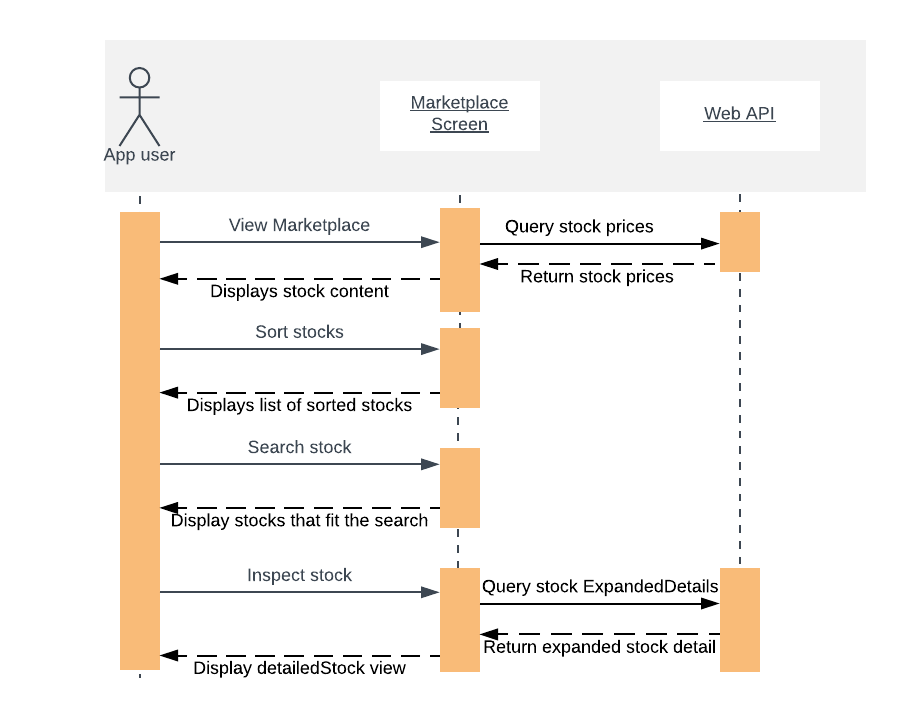 App user
Marketplace
Screen
Web API
View Marketplace
Query stock prices
Return stock prices
Displays stock content
Sort stocks
Displays list of sorted stocks
Search stock
Display stocks that fit the search
Inspect stock
Query stock ExpandedDetails
Return expanded stock detail
Display detailedStock view